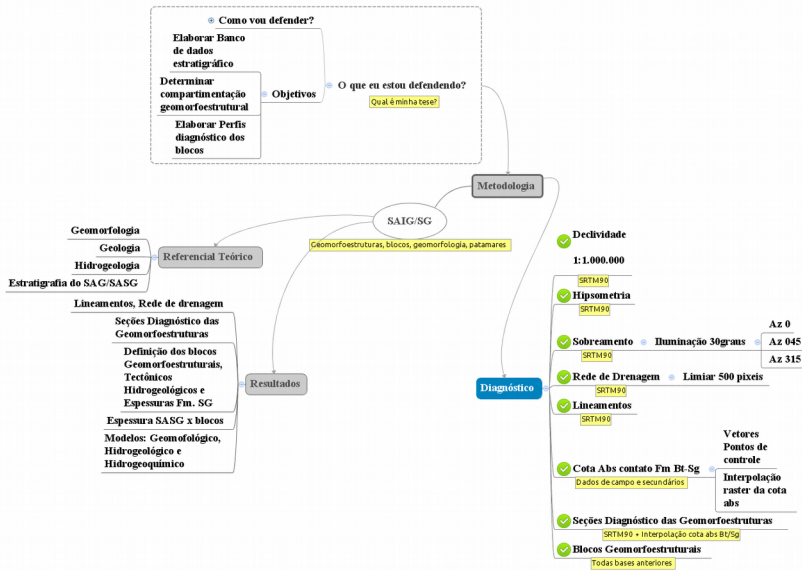 Como vou defender?
Elaborar Banco
de dados
estratigráfico
Determinar
compartimentação
geomorfoestrutural
Elaborar Perfis
diagnóstico dos
blocos
Objetivos
O que eu estou defendendo?
Qual é minha tese?
Metodologia
SAIG/SG
Geomorfoestruturas, blocos, geomorfologia, patamares
Geomorfologia
Geologia
Hidrogeologia
Estratigrafia do SAG/SASG
Referencial Teórico
Lineamentos, Rede de drenagem
Seções Diagnóstico das
Geomorfoestruturas
Definição dos blocos
Geomorfoestruturais,
Tectônicos
Hidrogeológicos e
Espessuras Fm. SG
Espessura SASG x blocos
Modelos: Geomofológico,
Hidrogeológico e
Hidrogeoquímico
Resultados
Diagnóstico
Declividade
1:1.000.000
SRTM90
Hipsometria
SRTM90
Sobreamento
SRTM90
Iluminação 30graus
Az 0
Az 045
Az 315
Rede de Drenagem
SRTM90
Limiar 500 pixeis
Lineamentos
SRTM90
Cota Abs contato Fm Bt-Sg
Dados de campo e secundários
Vetores
Pontos de
controle
Interpolação
raster da cota
abs
Seções Diagnóstico das Geomorfoestruturas
SRTM90 + Interpolação cota abs Bt/Sg
Blocos Geomorfoestruturais
Todas bases anteriores